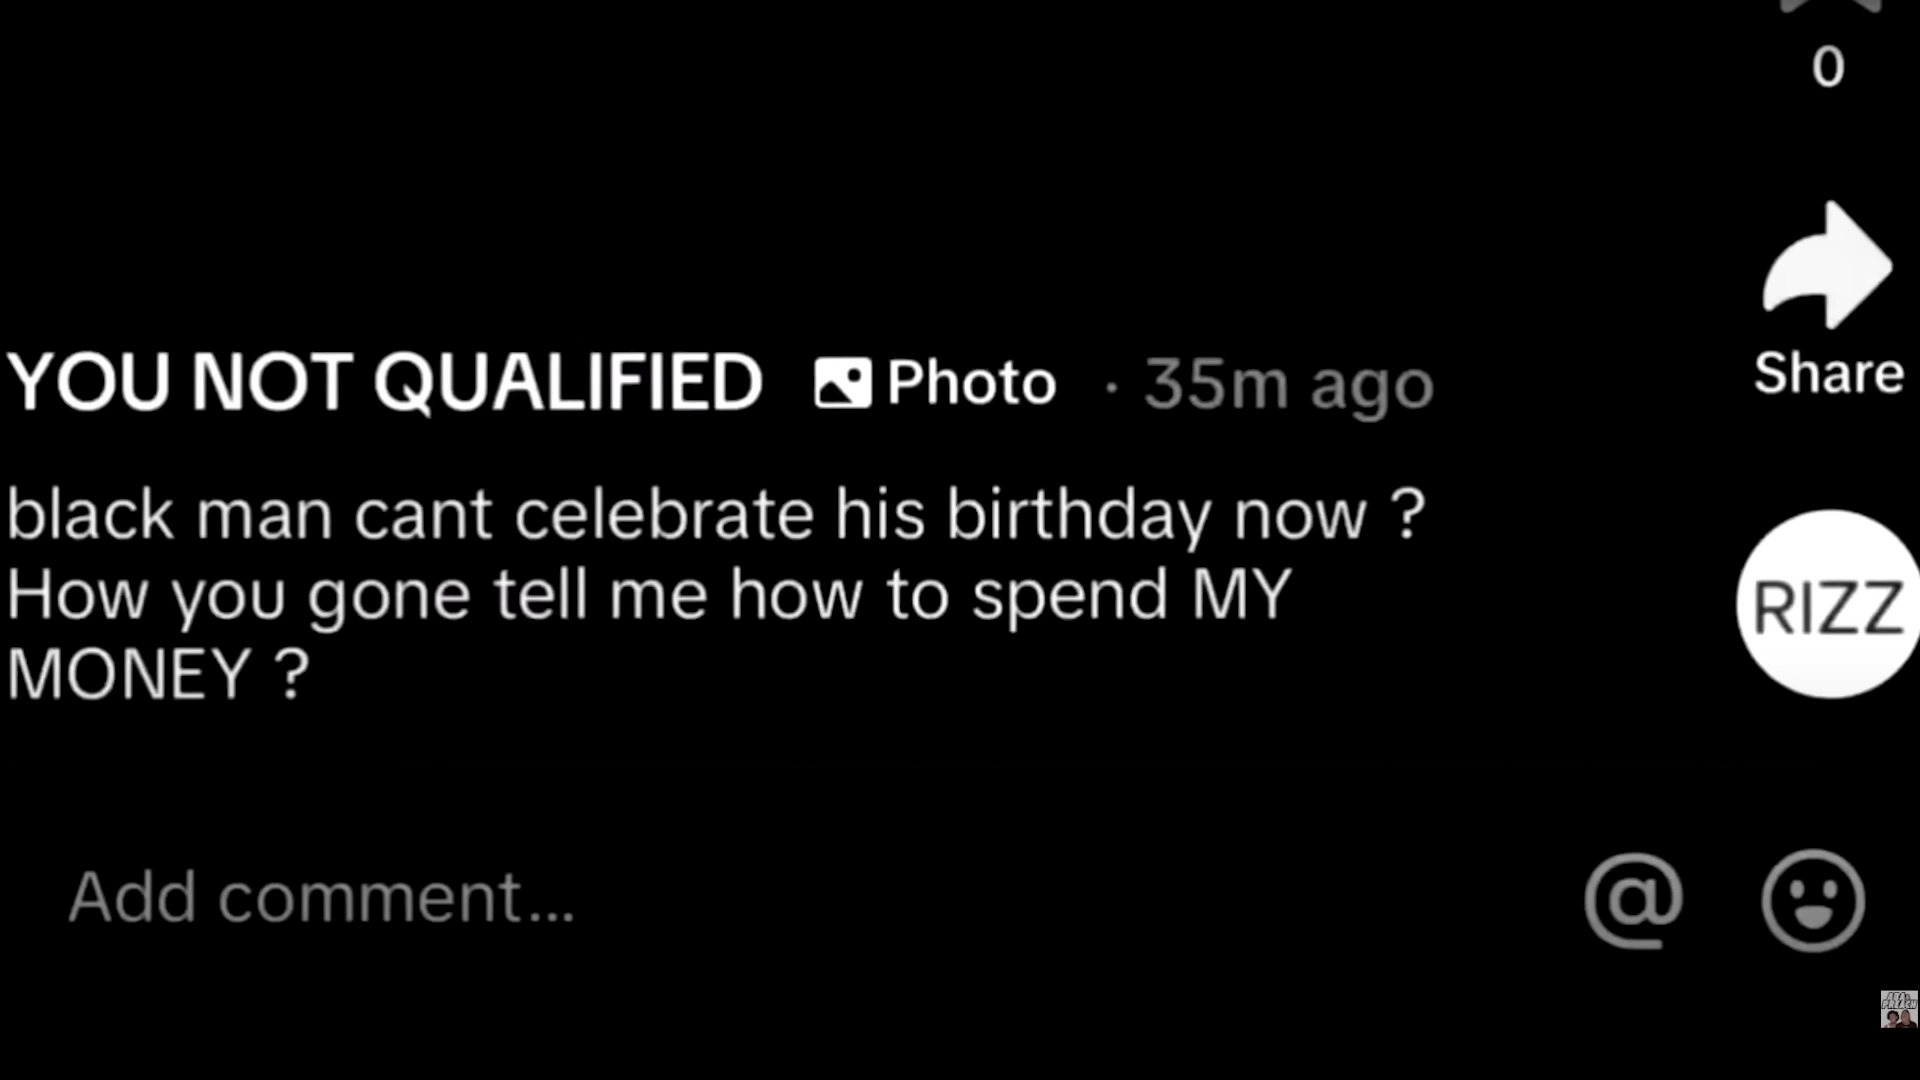 0
Share
YOU NOT QUALIFIED Photo · 35m ago
black man cant celebrate his birthday now ?
How you gone tell me how to spend MY
MONEY ?
RIZZ
Add comment...
@